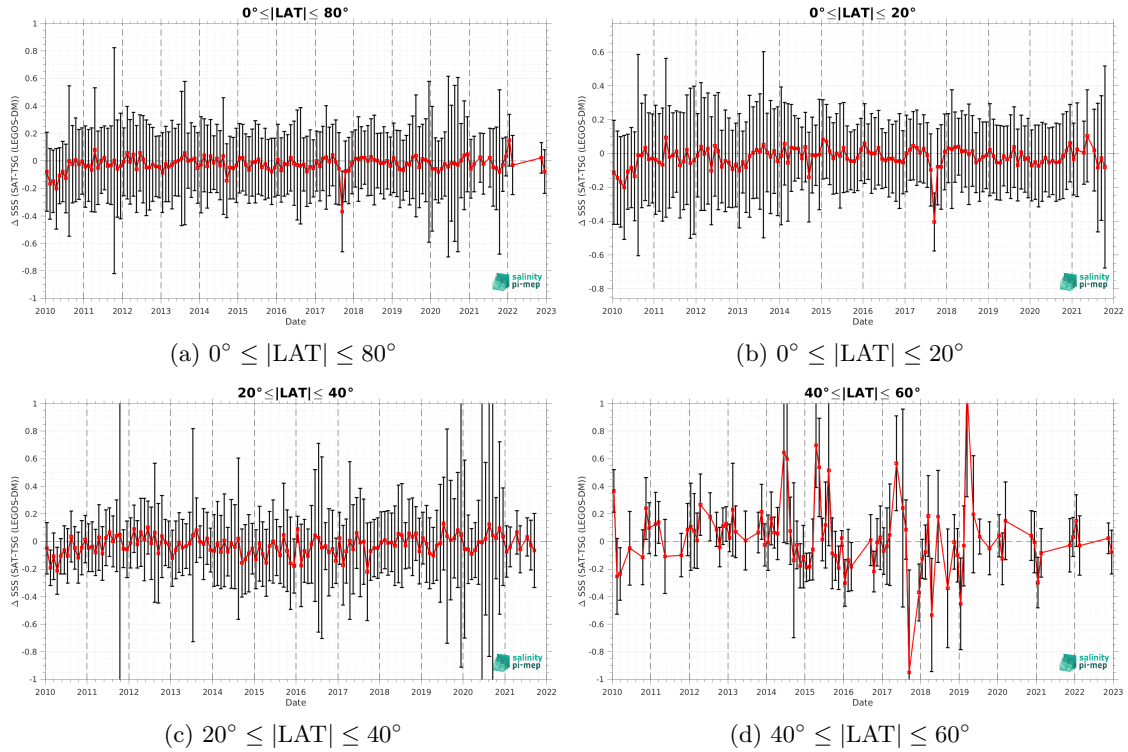 0°≤|LAT|≤ 80°
1
0.8
0.6
0.4
0.2
0
-0.2
-0.4
-0.6
-0.8
-1
Δ SSS (SAT-TSG (LEGOS-DM))
2010 2011 2012 2013 2014 2015 2016 2017 2018 2019 2020 2021 2022 2023
Date
salinity
pi-mep
(a) 0° ≤ |LAT| ≤ 80°
0°≤|LAT|≤ 20°
0.6
0.4
0.2
0
-0.2
-0.4
-0.6
-0.8
Δ SSS (SAT-TSG (LEGOS-DM))
2010 2011 2012 2013 2014 2015 2016 2017 2018 2019 2020 2021 2022
Date
salinity
pi-mep
(b) 0° ≤ |LAT| ≤ 20°
20°≤|LAT|≤ 40°
1
0.8
0.6
0.4
0.2
0
-0.2
-0.4
-0.6
-0.8
-1
Δ SSS (SAT-TSG (LEGOS-DM))
2010 2011 2012 2013 2014 2015 2016 2017 2018 2019 2020 2021 2022
Date
salinity
pi-mep
(c) 20° ≤ |LAT| ≤ 40°
40°≤|LAT|≤ 60°
1
0.8
0.6
0.4
0.2
0
-0.2
-0.4
-0.6
-0.8
-1
Δ SSS (SAT-TSG (LEGOS-DM))
2010 2011 2012 2013 2014 2015 2016 2017 2018 2019 2020 2021 2022 2023
Date
salinity
pi-mep
(d) 40° ≤ |LAT| ≤ 60°